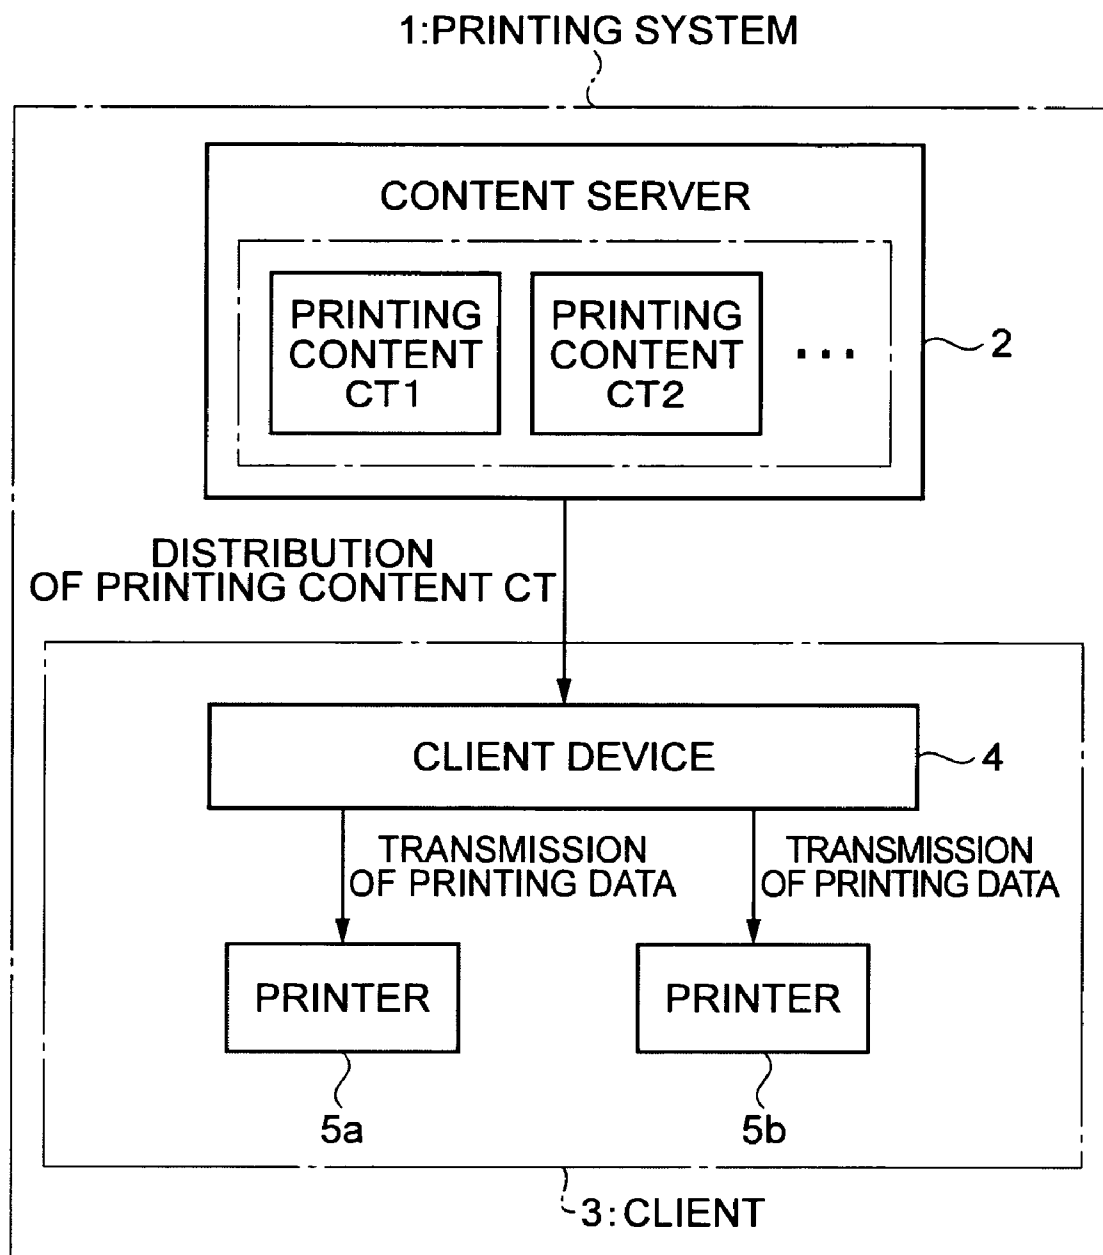 1:PRINTING SYSTEM
CONTENT SERVER
PRINTING
CONTENT
CT1
PRINTING
CONTENT
CT2
...
2
DISTRIBUTION
OF PRINTING CONTENT CT
CLIENT DEVICE
4
TRANSMISSION
OF PRINTING DATA
TRANSMISSION
OF PRINTING DATA
PRINTER
PRINTER
5a
5b
3:CLIENT